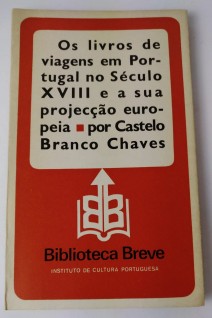 Os livros de
viagens em Por-
tugal no Século
XVIII e a sua
projecção euro-
peia ■ por Castelo
Branco Chaves
Biblioteca Breve
INSTITUTO DE CULTURA PORTUGUESA